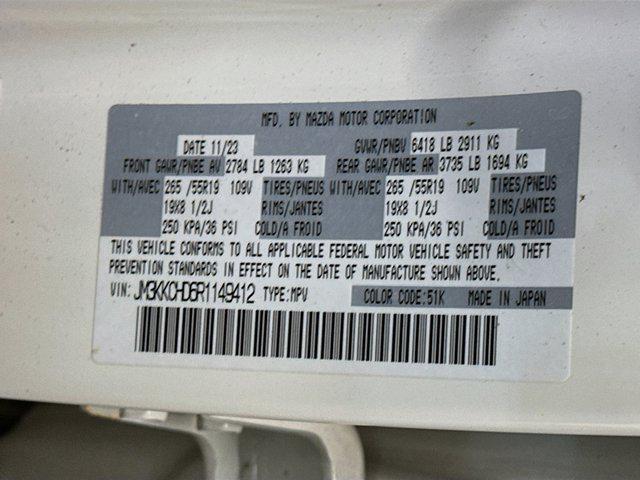 MFD. BY MAZDA MOTOR CORPORATION
DATE 11/23 GVWR/PNBV 6418 LB 2911 KG
FRONT GAWR/PNBE AV 2784 LB 1263 KG REAR GAWR/PNBE AR 3735 LB 1694 KG
WITH/AVEC 265 /55R19 109V TIRES/PNEUS WITH/AVEC 265 /55R19 109V TIRES/PNEUS
19X8 1/2J RIMS/JANTES 19X8 1/2J RIMS/JANTES
250 KPA/36 PSI COLD/A FROID 250 KPA/36 PSI COLD/A FROID
THIS VEHICLE CONFORMS TO ALL APPLICABLE FEDERAL MOTOR VEHICLE SAFETY AND THEFT
PREVENTION STANDARDS IN EFFECT ON THE DATE OF MANUFACTURE SHOWN ABOVE.
VIN: JM3KKCHD6R1149412 TYPE:MPV COLOR CODE:51K MADE IN JAPAN